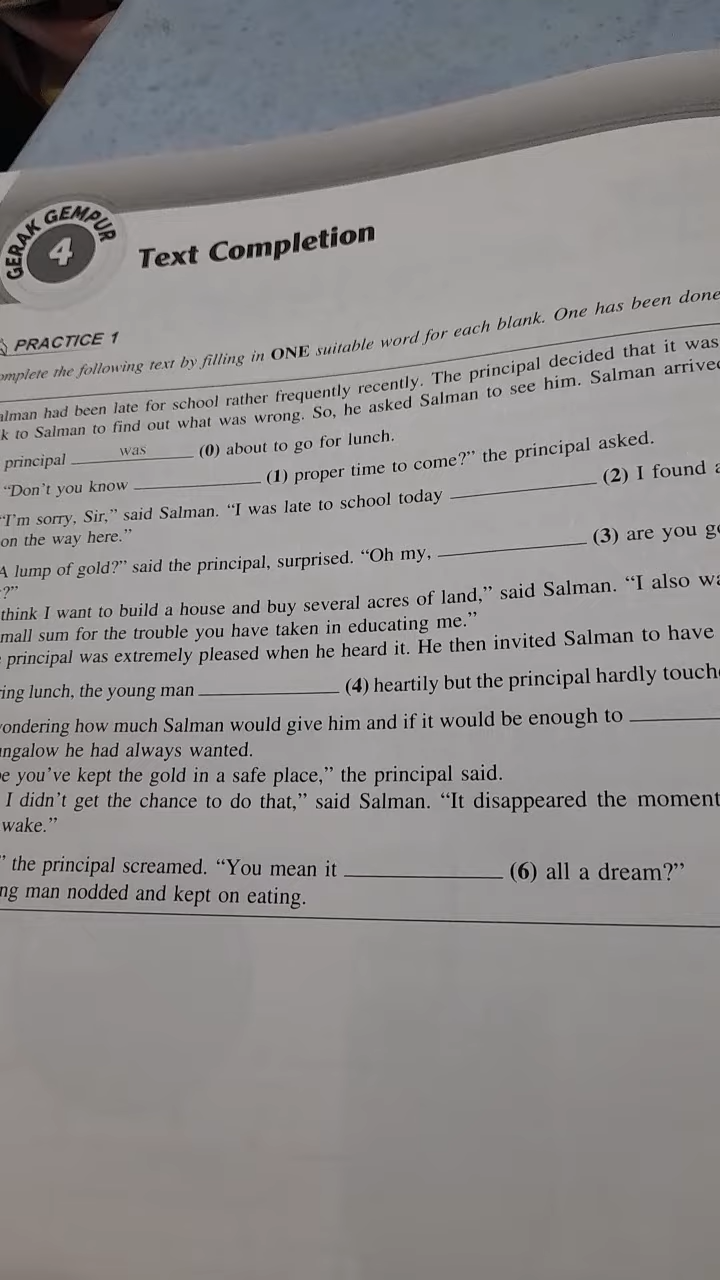 GERAK GEMPUR
4
Text Completion
PRACTICE 1
omplete the following text by filling in ONE suitable word for each blank. One has been done
alman had been late for school rather frequently recently. The principal decided that it was
k to Salman to find out what was wrong. So, he asked Salman to see him. Salman arrived
principal was (0) about to go for lunch.
“Don’t you know ____________ (1) proper time to come?” the principal asked.
“I’m sorry, Sir,” said Salman. “I was late to school today ____________ (2) I found a
on the way here.”
A lump of gold?” said the principal, surprised. “Oh my, ____________ (3) are you go
?”
think I want to build a house and buy several acres of land,” said Salman. “I also wa
mall sum for the trouble you have taken in educating me.”
principal was extremely pleased when he heard it. He then invited Salman to have
ring lunch, the young man ____________ (4) heartily but the principal hardly touche
ondering how much Salman would give him and if it would be enough to ________
ungalow he had always wanted.
e you’ve kept the gold in a safe place,” the principal said.
I didn’t get the chance to do that,” said Salman. “It disappeared the moment
wake.”
” the principal screamed. “You mean it ____________ (6) all a dream?”
ng man nodded and kept on eating.